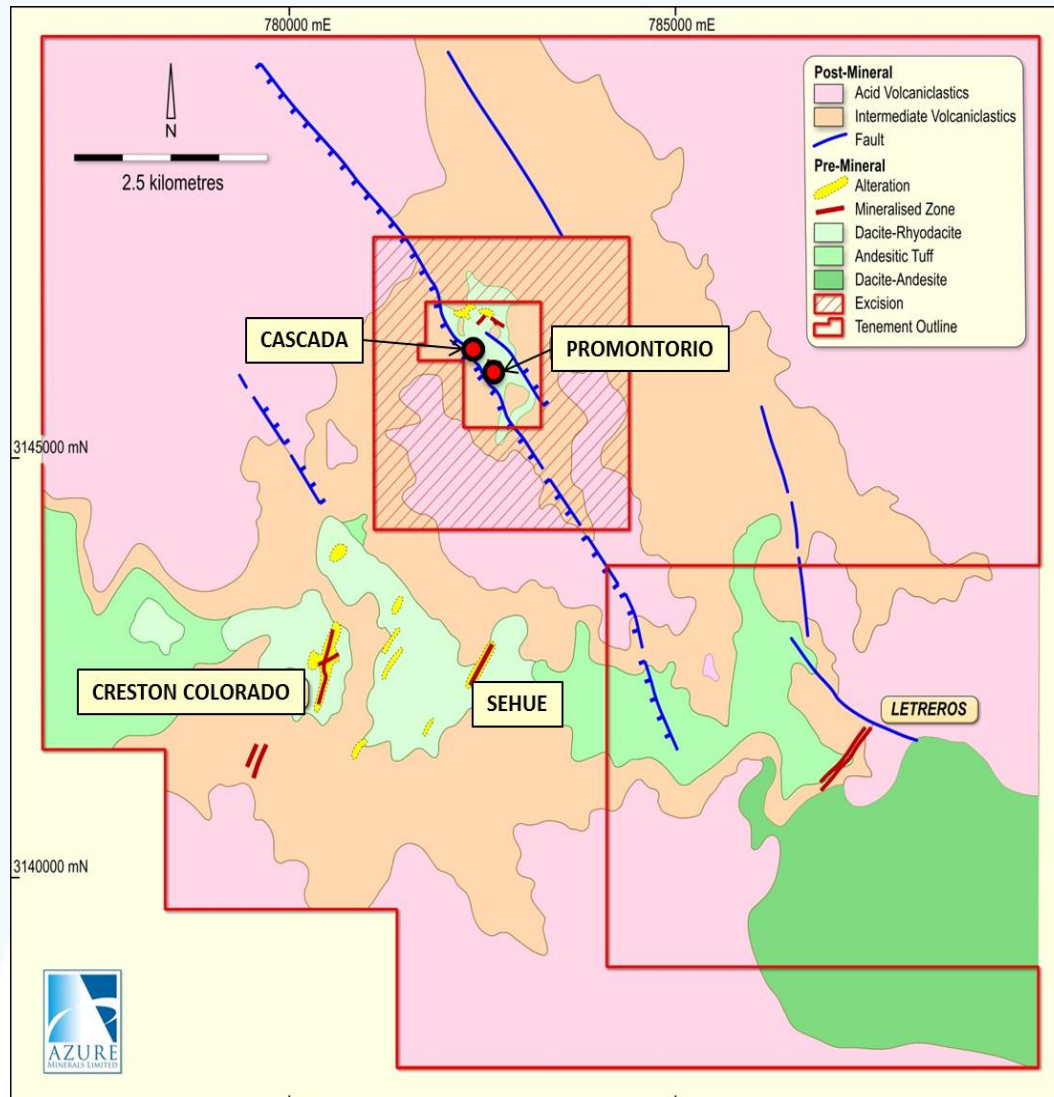 780000 mE
785000 mE
N
2.5 kilometres
Post-Mineral
Acid Volcaniclastics
Intermediate Volcaniclastics
Fault
Pre-Mineral
Alteration
Mineralised Zone
Dacite-Rhyodacite
Andesitic Tuff
Dacite-Andesite
Excision
Tenement Outline
CASCADA
PROMONTORIO
3145000 mN
CRESTON COLORADO
SEHUE
LETREROS
3140000 mN
AZURE
MINERALS LIMITED